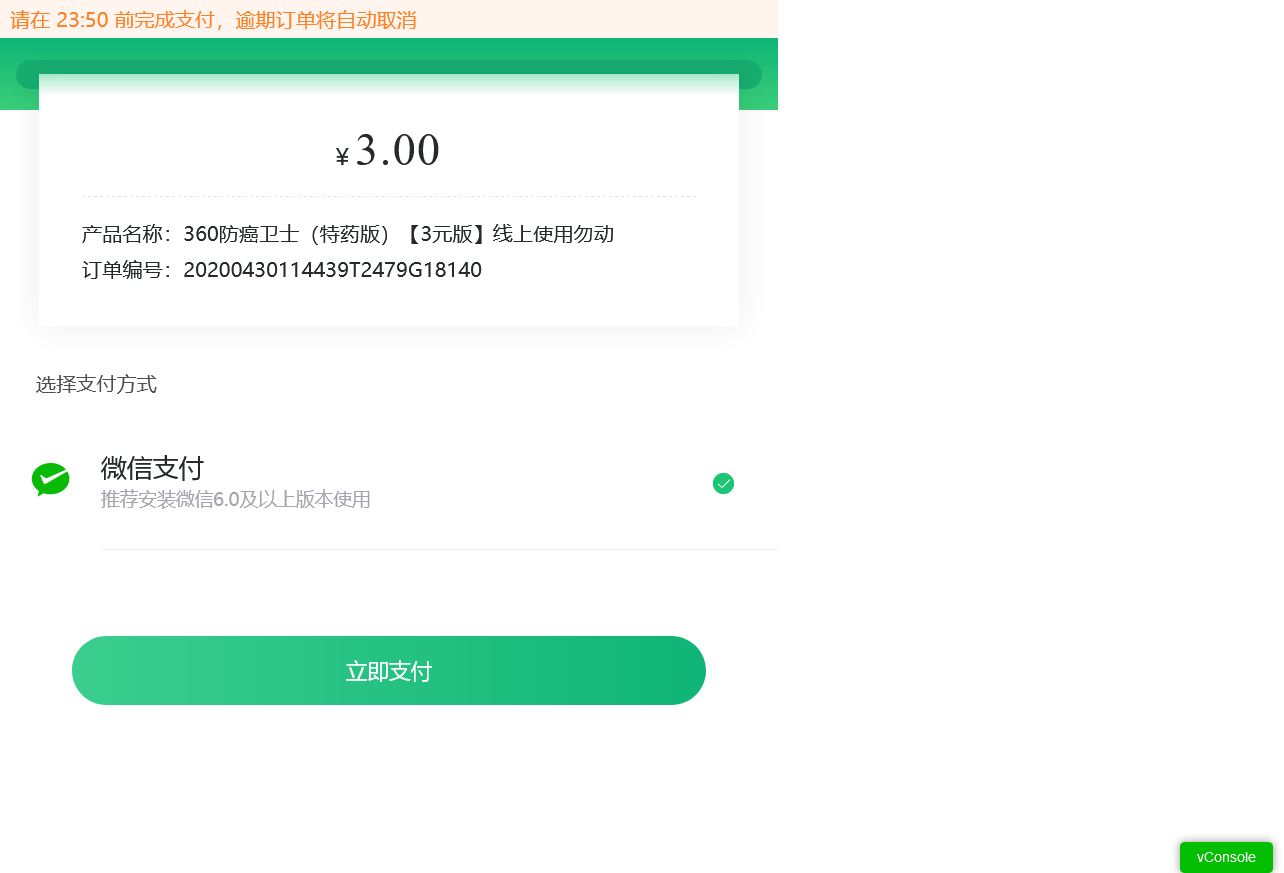 请在 23:50 前完成支付，逾期订单将自动取消
¥3.00
产品名称：360防癌卫士（特药版）【3元版】线上使用勿动
订单编号：20200430114439T2479G18140
选择支付方式
微信支付
推荐安装微信6.0及以上版本使用
立即支付
vConsole